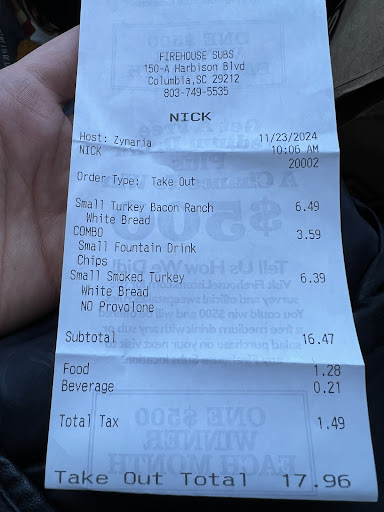 FIREHOUSE SUBS
150-A Harbison Blvd
Columbia,SC 29212
803-749-5535
NICK
Host: Zynaria 11/23/2024
NICK 10:06 AM
20002
Order Type: Take Out
Small Turkey Bacon Ranch 6.49
White Bread
COMBO 3.59
Small Fountain Drink
Chips
Small Smoked Turkey 6.39
White Bread
NO Provolone
Subtotal 16.47
Food 1.28
Beverage 0.21
Total Tax 1.49
Take Out Total 17.96